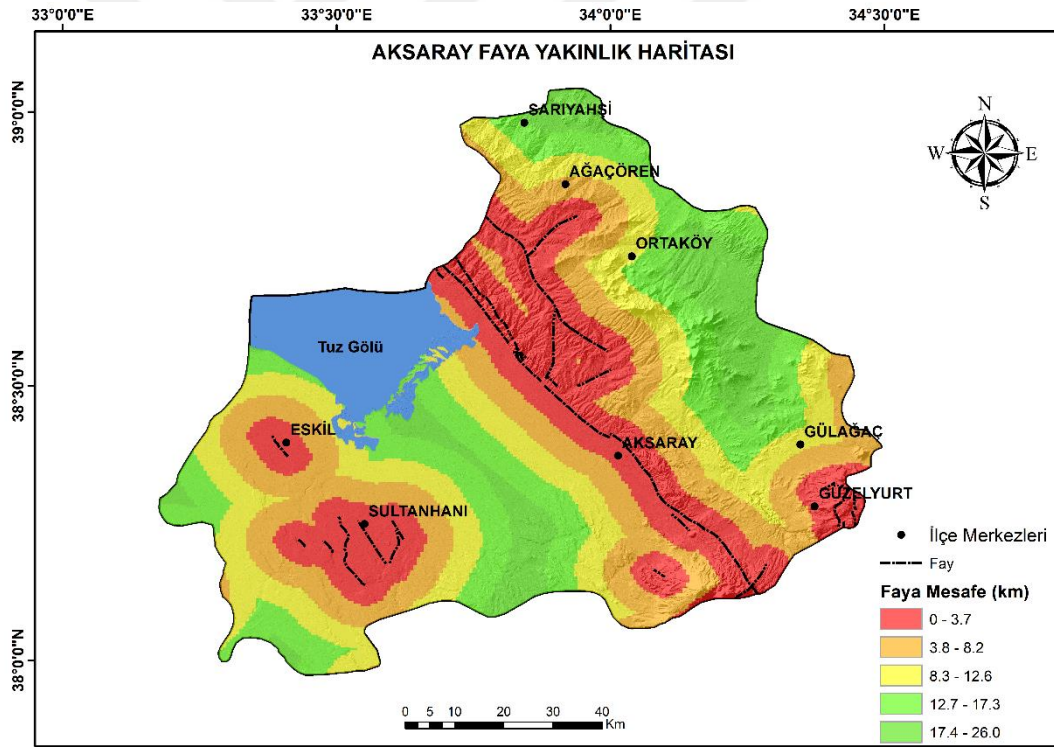 33°0'0"E 33°30'0"E 34°0'0"E 34°30'0"E
AKSARAY FAYA YAKINLIK HARİTASI
39°0'0"N
38°30'0"N
38°0'0"N
N
W E
S
SARIYAHŞİ
AĞAÇÖREN
ORTAKÖY
Tuz Gölü
ESKİL
AKSARAY
GÜLAĞAÇ
GÜZELYURT
SULTANHANI
İlçe Merkezleri
Fay
Faya Mesafe (km)
0 - 3.7
3.8 - 8.2
8.3 - 12.6
12.7 - 17.3
17.4 - 26.0
0 5 10 20 30 40
Km